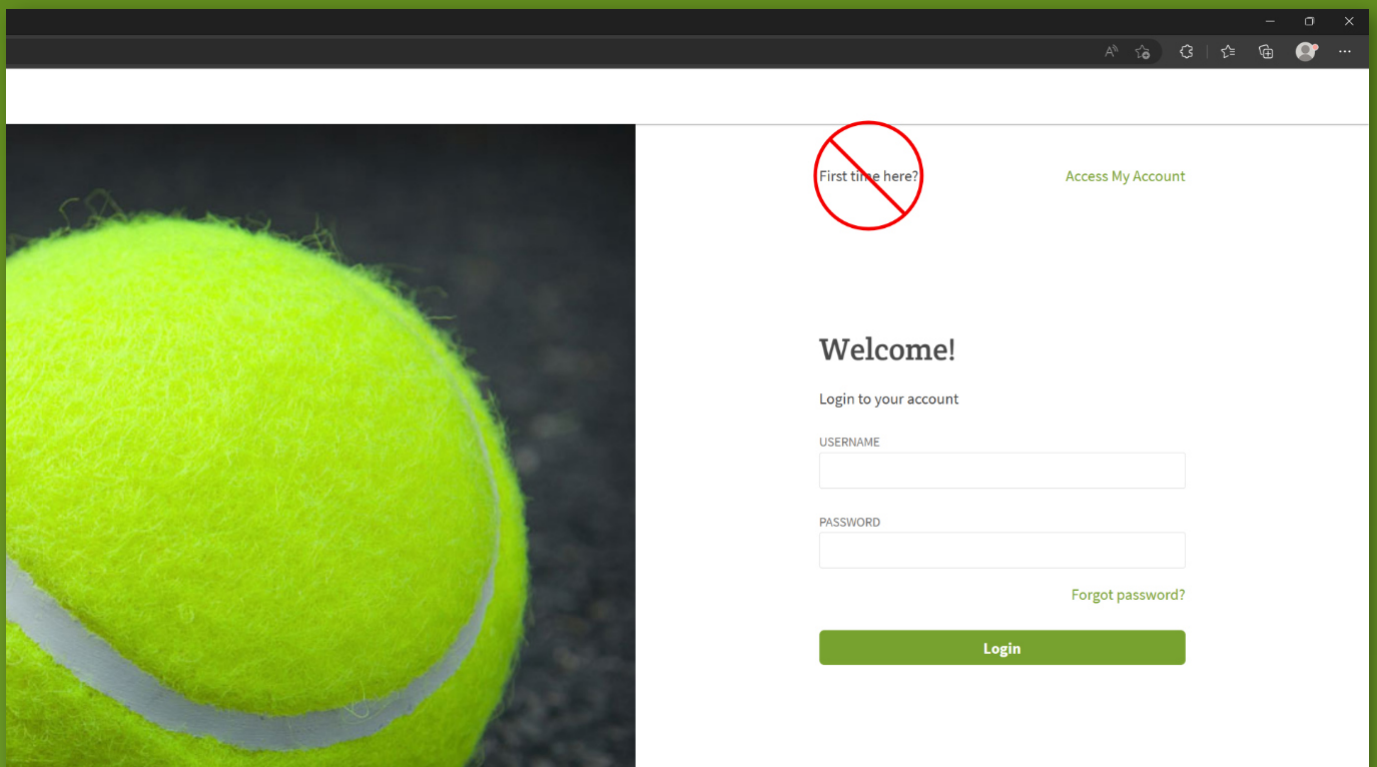 First time here?
Access My Account
Welcome!
Login to your account
USERNAME
PASSWORD
Forgot password?
Login